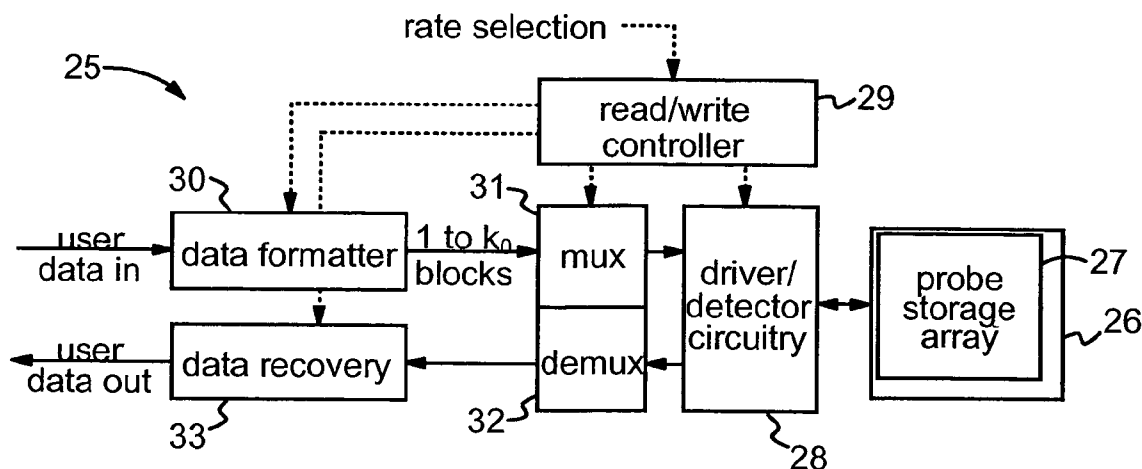 rate selection
25
read/write
controller
29
30
31
user
data in
data formatter
1 to k₀
blocks
mux
driver/
detector
circuitry
probe
storage
array
27
26
user
data out
data recovery
demux
33
32
28